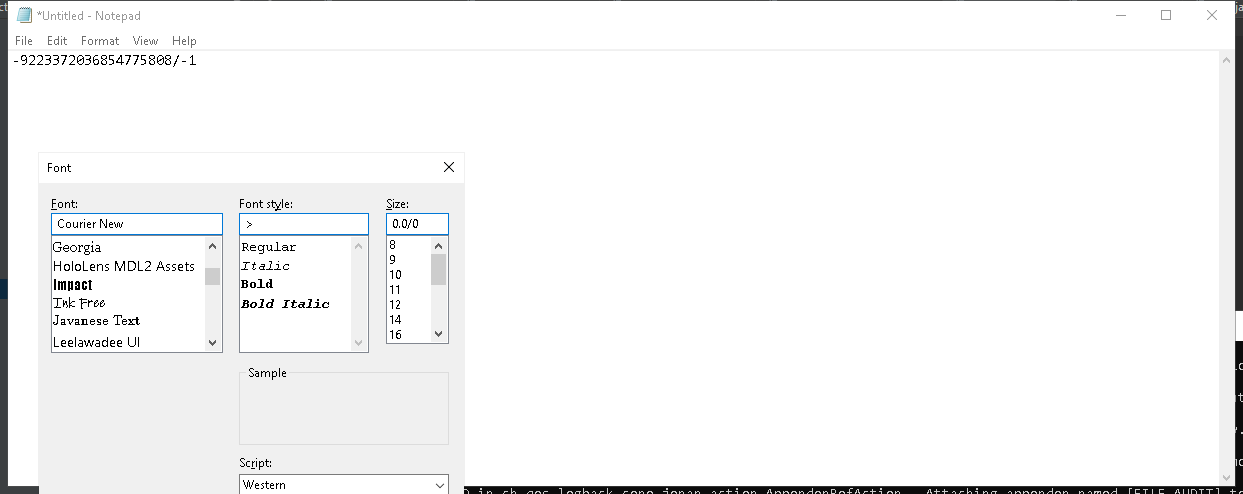 *Untitled - Notepad
File Edit Format View Help
-9223372036854775808/-1
Font
Font: Font style: Size:
Courier New > 0.0/0
Georgia
HoloLens MDL2 Assets
Impact
Ink Free
Javanese Text
Leelawadee UI
Regular
Italic
Bold
Bold Italic
8
9
10
11
12
14
16
Sample
Script:
Western
in ch.qos.logback.core.joran.action.AppenderRefAction - Attaching appender named [FILE_AUDIT] t